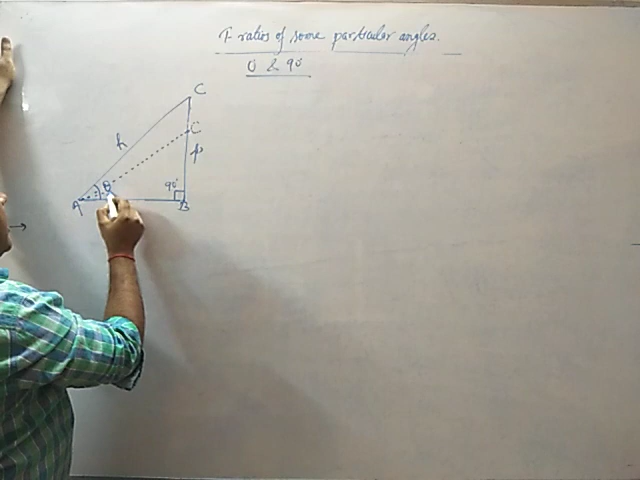 T ratios of some particular angles.
0 & 90°
C
h
C'
p
θ
90°
A
B